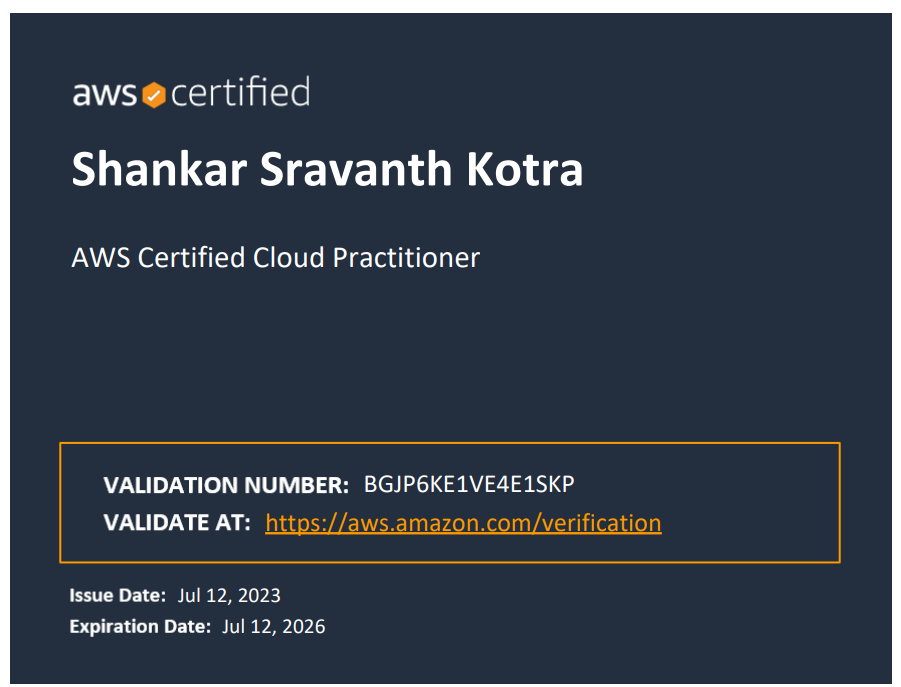 aws certified
Shankar Sravanth Kotra
AWS Certified Cloud Practitioner
VALIDATION NUMBER: BGJP6KE1VE4E1SKP
VALIDATE AT: https://aws.amazon.com/verification
Issue Date: Jul 12, 2023
Expiration Date: Jul 12, 2026